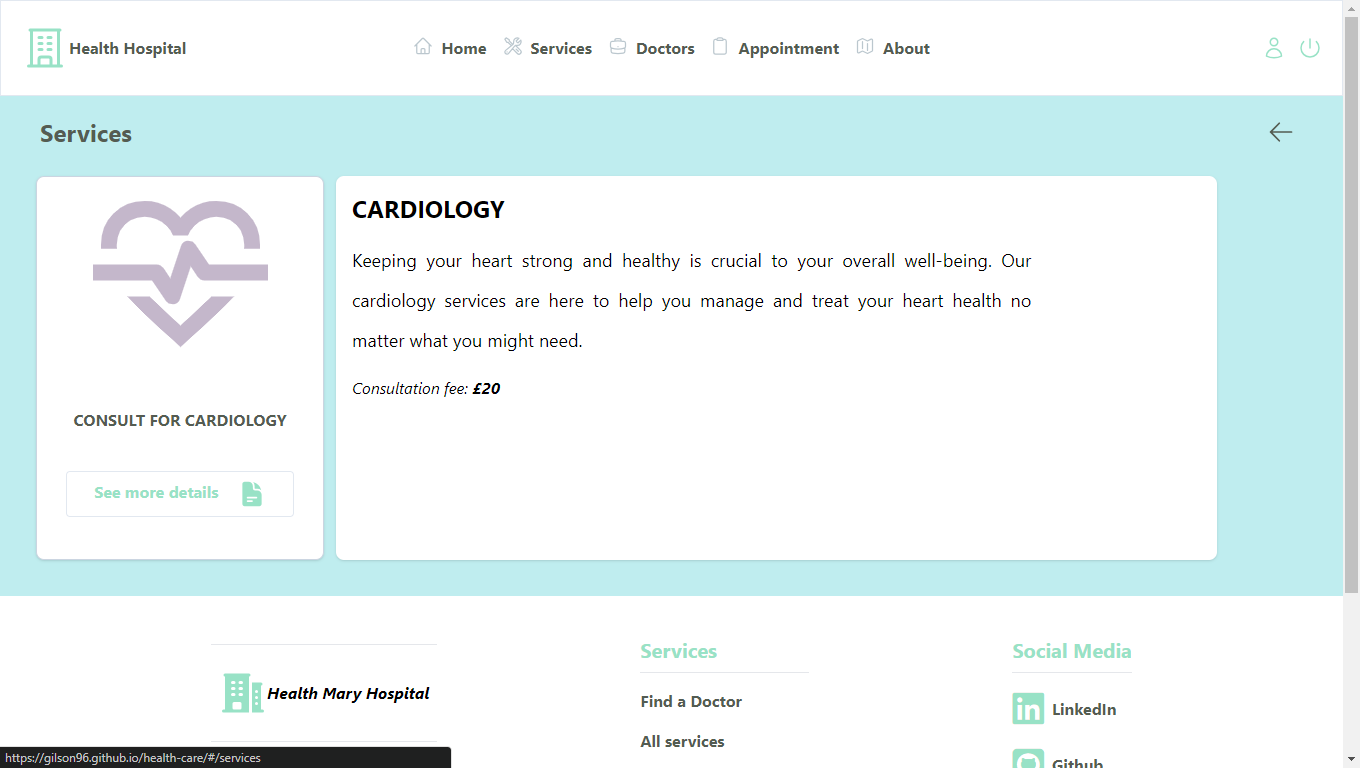 Health Hospital
Home
Services
Doctors
Appointment
About
Services
CONSULT FOR CARDIOLOGY
See more details
CARDIOLOGY
Keeping your heart strong and healthy is crucial to your overall well-being. Our
cardiology services are here to help you manage and treat your heart health no
matter what you might need.
Consultation fee: £20
Health Mary Hospital
Services
Find a Doctor
All services
Social Media
LinkedIn
Github
https://gilson96.github.io/health-care/#/services